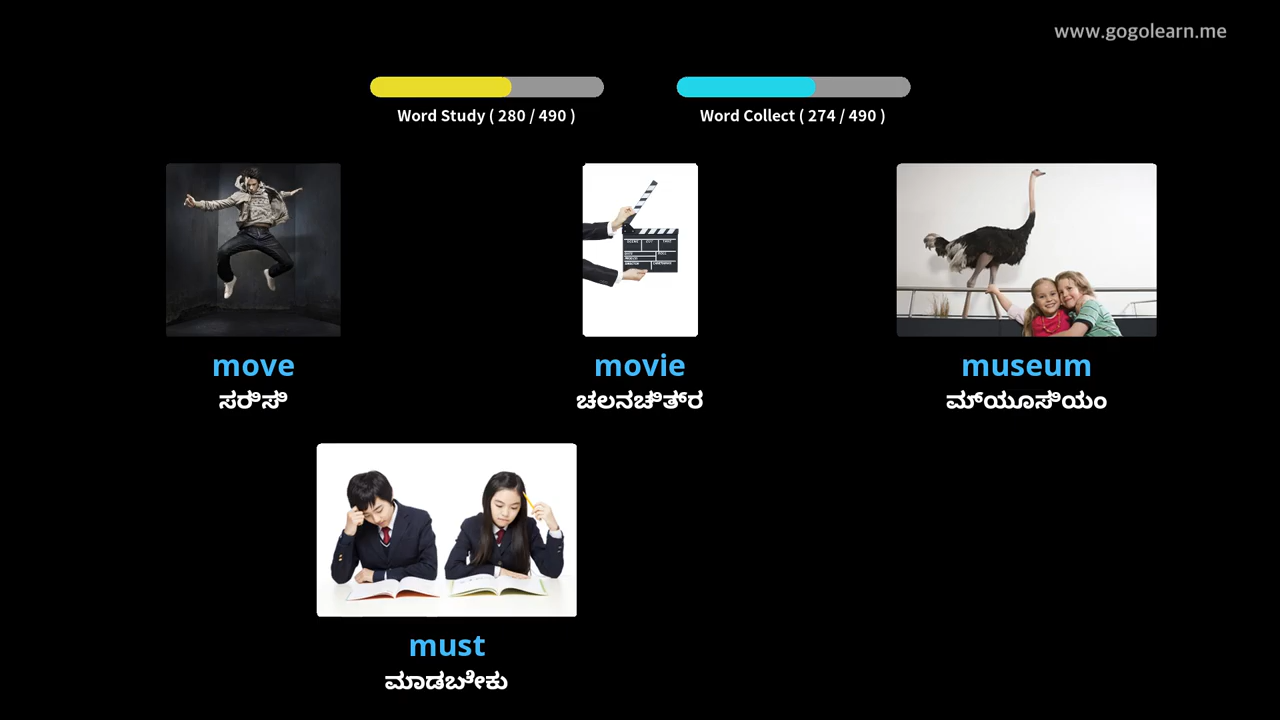 www.gogolearn.me
Word Study ( 280 / 490 )
Word Collect ( 274 / 490 )
move
ಸರಿಸಿ
movie
ಚಲನಚಿತ್ರ
museum
ಮ್ಯೂಸಿಯಂ
must
ಮಾಡಬೇಕು